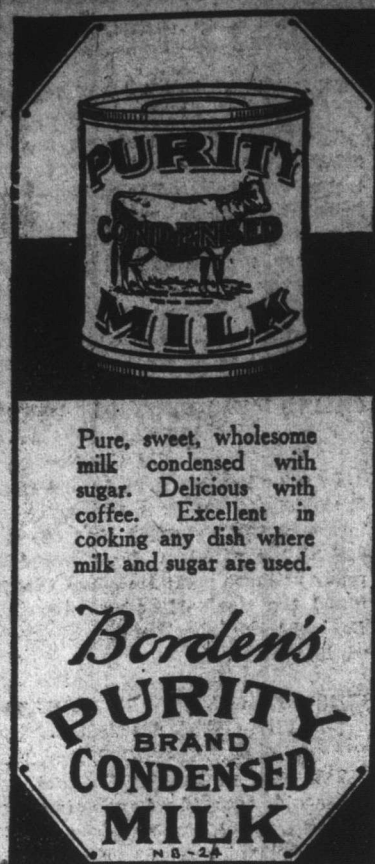 PURITY
CONDENSED
MILK
Pure, sweet, wholesome
milk condensed with
sugar. Delicious with
coffee. Excellent in
cooking any dish where
milk and sugar are used.
Borden's
PURITY
BRAND
CONDENSED
MILK
NB-24